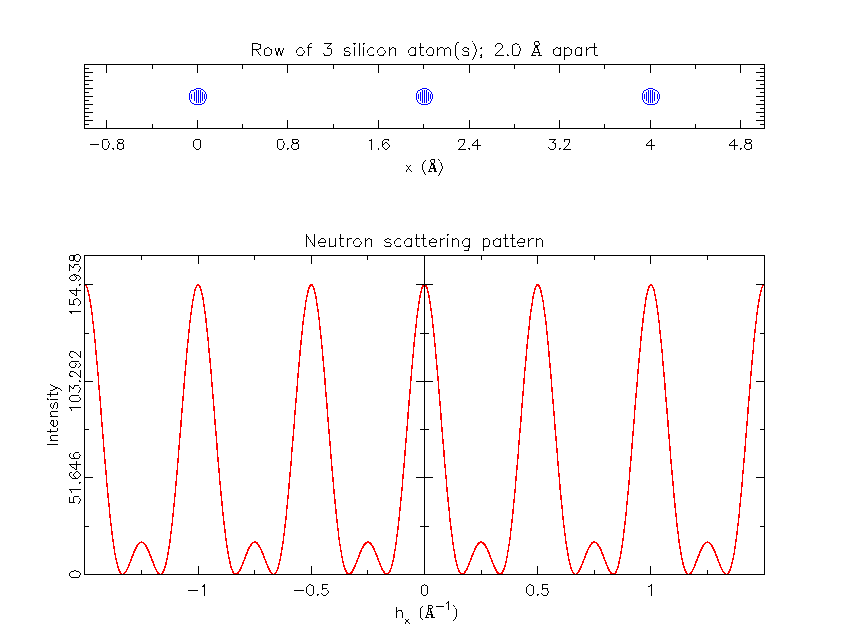 Row of 3 silicon atom(s); 2.0 Å apart
−0.8 0 0.8 1.6 2.4 3.2 4 4.8
x (Å)
Neutron scattering pattern
154.938
103.292
51.646
0
Intensity
−1 −0.5 0 0.5 1
hₓ (Å⁻¹)